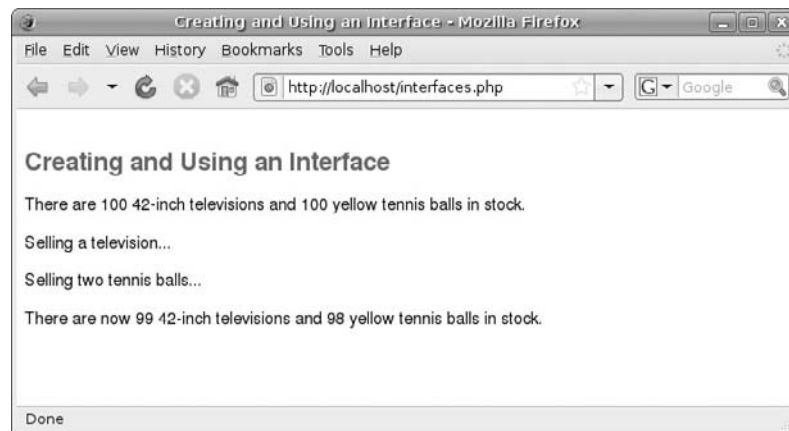 Creating and Using an Interface - Mozilla Firefox
File Edit View History Bookmarks Tools Help
http://localhost/interfaces.php G Google
Creating and Using an Interface
There are 100 42-inch televisions and 100 yellow tennis balls in stock.
Selling a television...
Selling two tennis balls...
There are now 99 42-inch televisions and 98 yellow tennis balls in stock.
Done